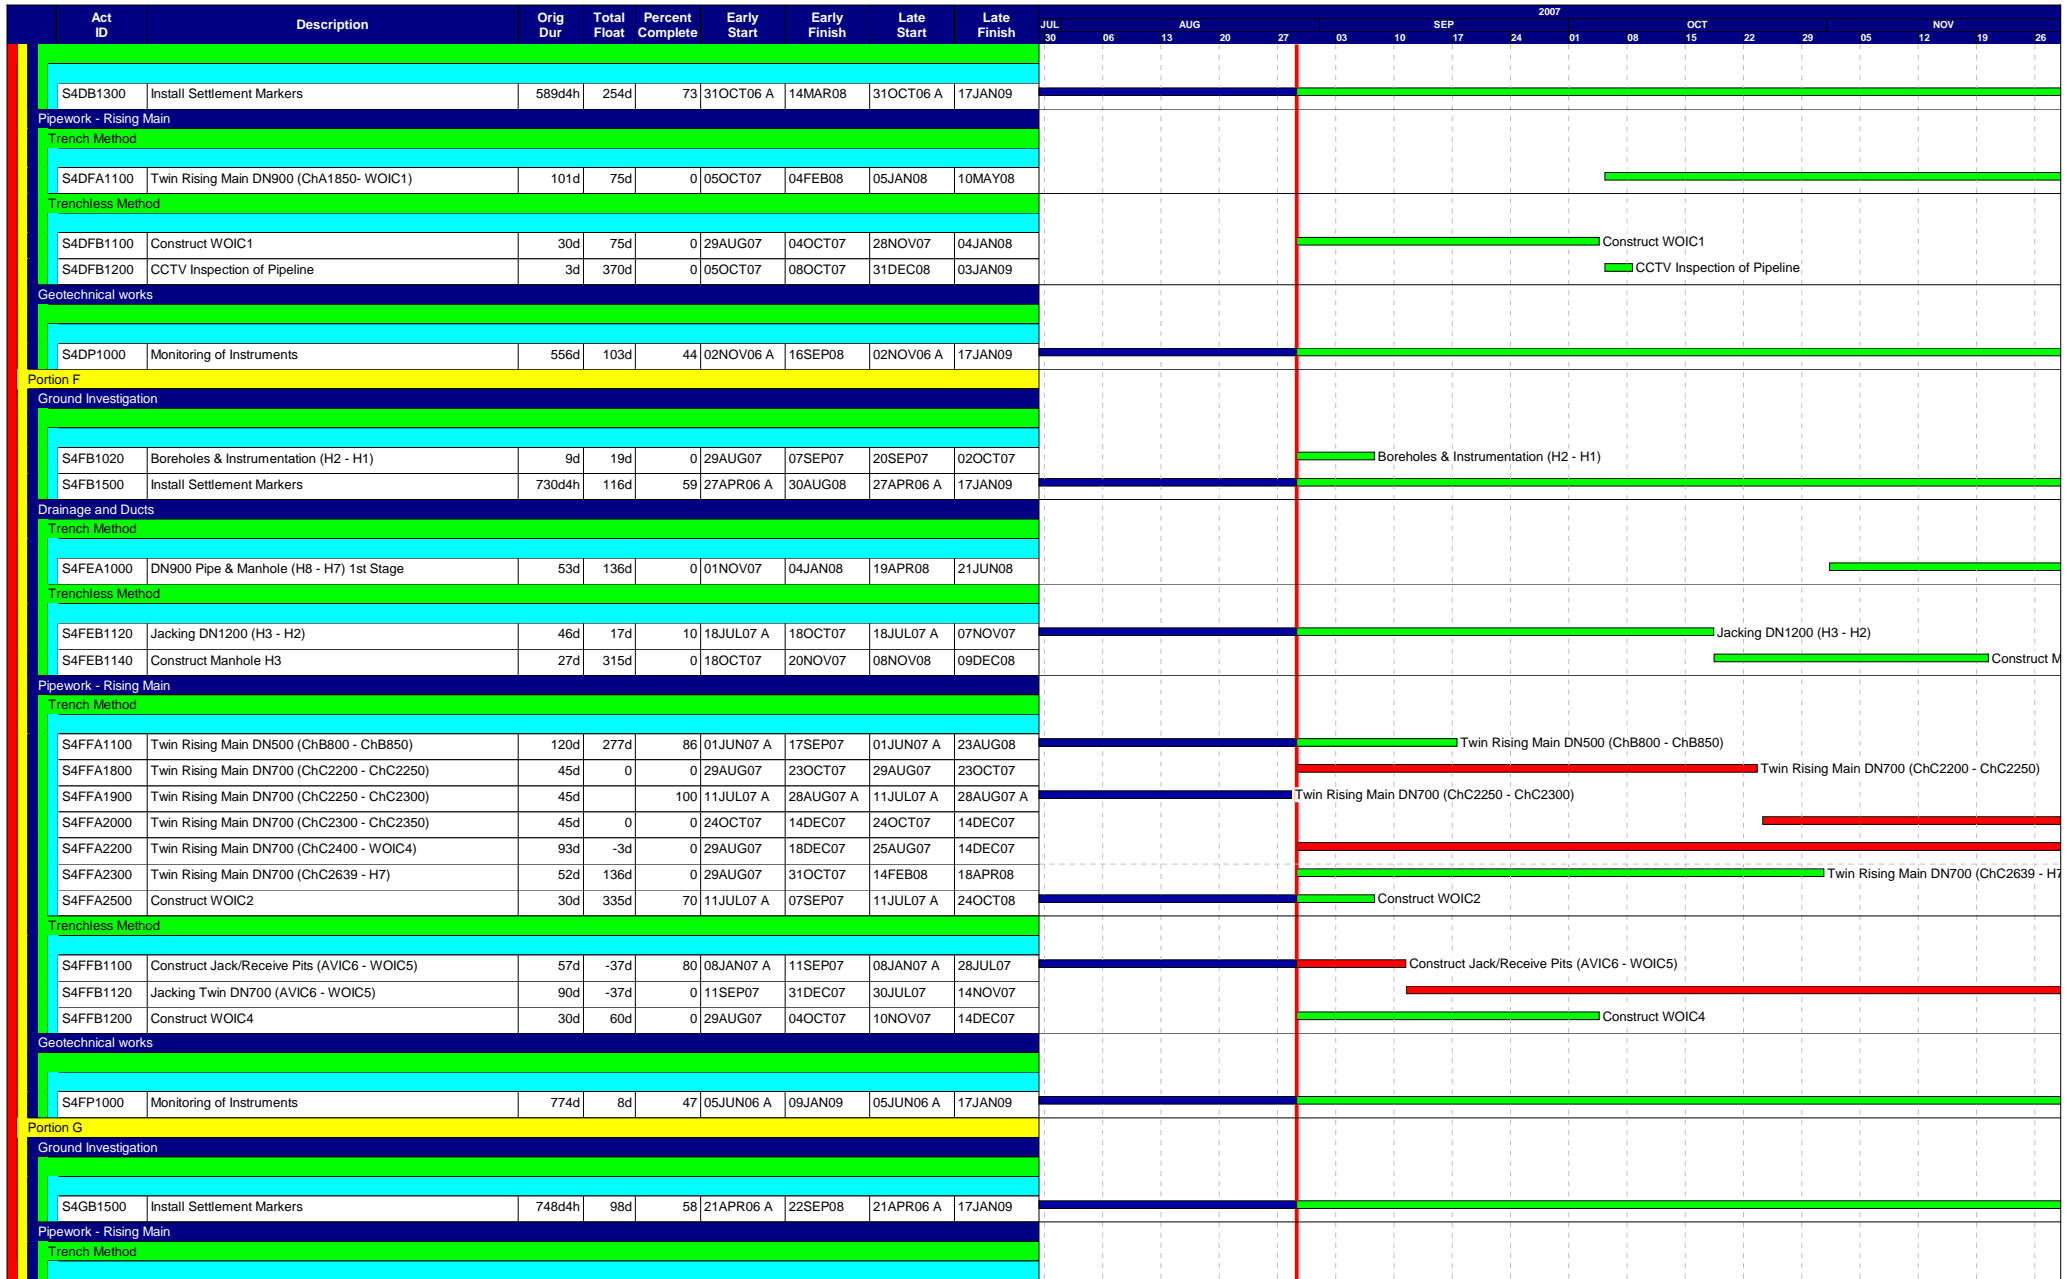 Act ID Description Orig Dur Total Float Percent Complete Early Start Early Finish Late Start Late Finish
2007
JUL AUG SEP OCT NOV
30 06 13 20 27 03 10 17 24 01 08 15 22 29 05 12 19 26
S4DB1300 Install Settlement Markers 589d4h 254d 73 31OCT06 A 14MAR08 31OCT06 A 17JAN09
Pipework - Rising Main
Trench Method
S4DFA1100 Twin Rising Main DN900 (ChA1850- WOIC1) 101d 75d 0 05OCT07 04FEB08 05JAN08 10MAY08
Trenchless Method
S4DFB1100 Construct WOIC1 30d 75d 0 29AUG07 04OCT07 28NOV07 04JAN08 Construct WOIC1
S4DFB1200 CCTV Inspection of Pipeline 3d 370d 0 05OCT07 08OCT07 31DEC08 03JAN09 CCTV Inspection of Pipeline
Geotechnical works
S4DP1000 Monitoring of Instruments 556d 103d 44 02NOV06 A 16SEP08 02NOV06 A 17JAN09
Portion F
Ground Investigation
S4FB1020 Boreholes & Instrumentation (H2 - H1) 9d 19d 0 29AUG07 07SEP07 20SEP07 02OCT07 Boreholes & Instrumentation (H2 - H1)
S4FB1500 Install Settlement Markers 730d4h 116d 59 27APR06 A 30AUG08 27APR06 A 17JAN09
Drainage and Ducts
Trench Method
S4FEA1000 DN900 Pipe & Manhole (H8 - H7) 1st Stage 53d 136d 0 01NOV07 04JAN08 19APR08 21JUN08
Trenchless Method
S4FEB1120 Jacking DN1200 (H3 - H2) 46d 17d 10 18JUL07 A 18OCT07 18JUL07 A 07NOV07 Jacking DN1200 (H3 - H2)
S4FEB1140 Construct Manhole H3 27d 315d 0 18OCT07 20NOV07 08NOV08 09DEC08 Construct M
Pipework - Rising Main
Trench Method
S4FFA1100 Twin Rising Main DN500 (ChB800 - ChB850) 120d 277d 86 01JUN07 A 17SEP07 01JUN07 A 23AUG08 Twin Rising Main DN500 (ChB800 - ChB850)
S4FFA1800 Twin Rising Main DN700 (ChC2200 - ChC2250) 45d 0 0 29AUG07 23OCT07 29AUG07 23OCT07 Twin Rising Main DN700 (ChC2200 - ChC2250)
S4FFA1900 Twin Rising Main DN700 (ChC2250 - ChC2300) 45d 100 11JUL07 A 28AUG07 A 11JUL07 A 28AUG07 A Twin Rising Main DN700 (ChC2250 - ChC2300)
S4FFA2000 Twin Rising Main DN700 (ChC2300 - ChC2350) 45d 0 0 24OCT07 14DEC07 24OCT07 14DEC07
S4FFA2200 Twin Rising Main DN700 (ChC2400 - WOIC4) 93d -3d 0 29AUG07 18DEC07 25AUG07 14DEC07
S4FFA2300 Twin Rising Main DN700 (ChC2639 - H7) 52d 136d 0 29AUG07 31OCT07 14FEB08 18APR08 Twin Rising Main DN700 (ChC2639 - H7
S4FFA2500 Construct WOIC2 30d 335d 70 11JUL07 A 07SEP07 11JUL07 A 24OCT08 Construct WOIC2
Trenchless Method
S4FFB1100 Construct Jack/Receive Pits (AVIC6 - WOIC5) 57d -37d 80 08JAN07 A 11SEP07 08JAN07 A 28JUL07 Construct Jack/Receive Pits (AVIC6 - WOIC5)
S4FFB1120 Jacking Twin DN700 (AVIC6 - WOIC5) 90d -37d 0 11SEP07 31DEC07 30JUL07 14NOV07
S4FFB1200 Construct WOIC4 30d 60d 0 29AUG07 04OCT07 10NOV07 14DEC07 Construct WOIC4
Geotechnical works
S4FP1000 Monitoring of Instruments 774d 8d 47 05JUN06 A 09JAN09 05JUN06 A 17JAN09
Portion G
Ground Investigation
S4GB1500 Install Settlement Markers 748d4h 98d 58 21APR06 A 22SEP08 21APR06 A 17JAN09
Pipework - Rising Main
Trench Method